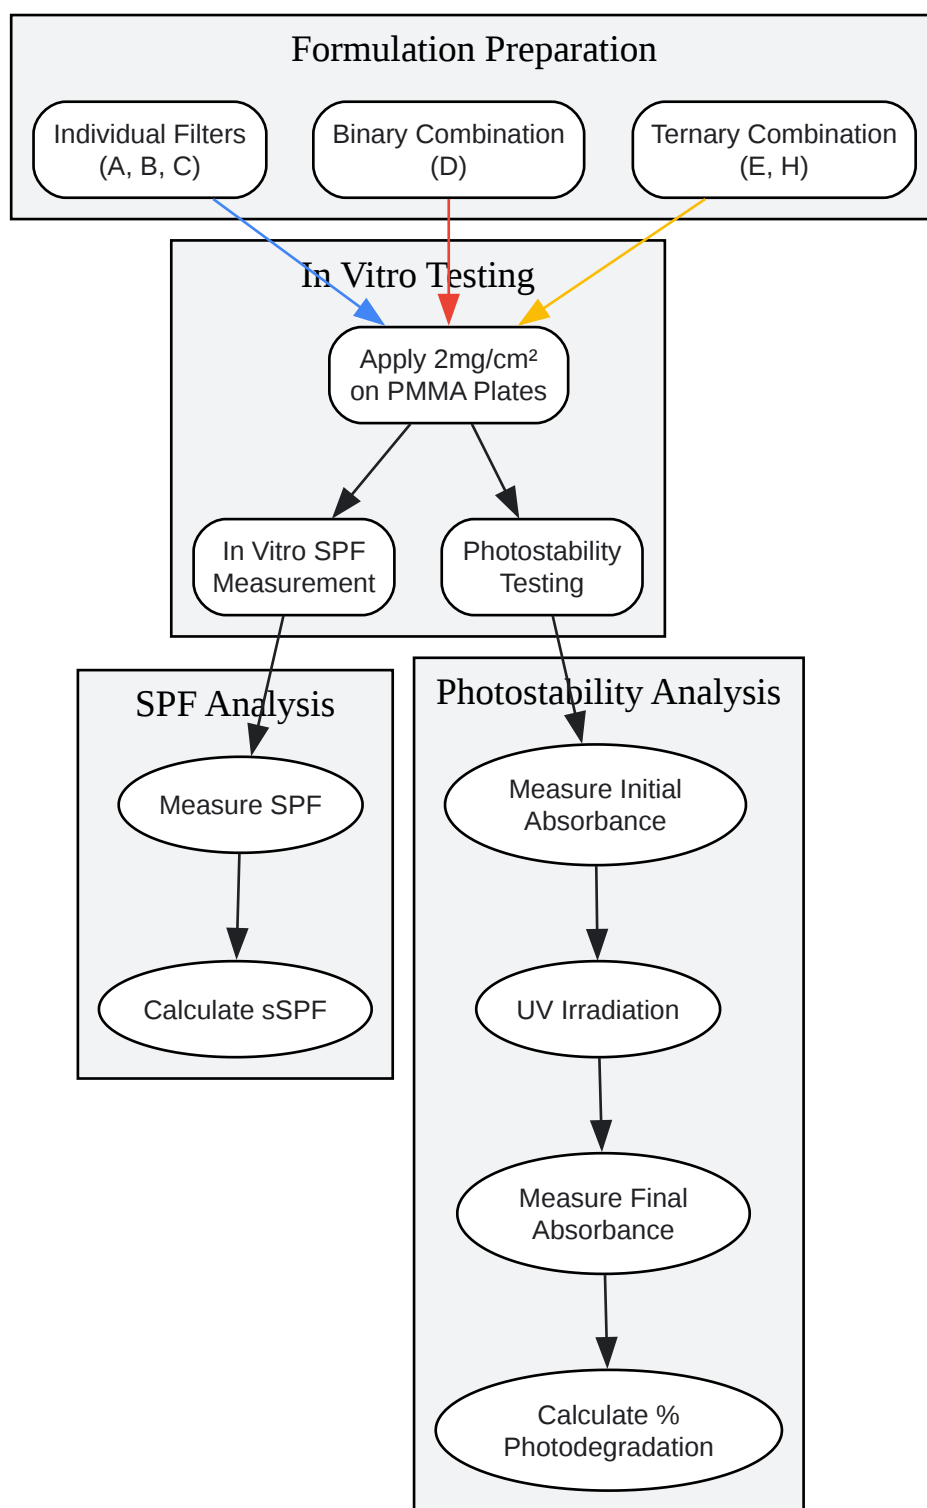 Formulation Preparation
Individual Filters
(A, B, C)
Binary Combination
(D)
Ternary Combination
(E, H)
In Vitro Testing
Apply 2mg/cm²
on PMMA Plates
In Vitro SPF
Measurement
Photostability
Testing
SPF Analysis
Measure SPF
Calculate sSPF
Photostability Analysis
Measure Initial
Absorbance
UV Irradiation
Measure Final
Absorbance
Calculate %
Photodegradation